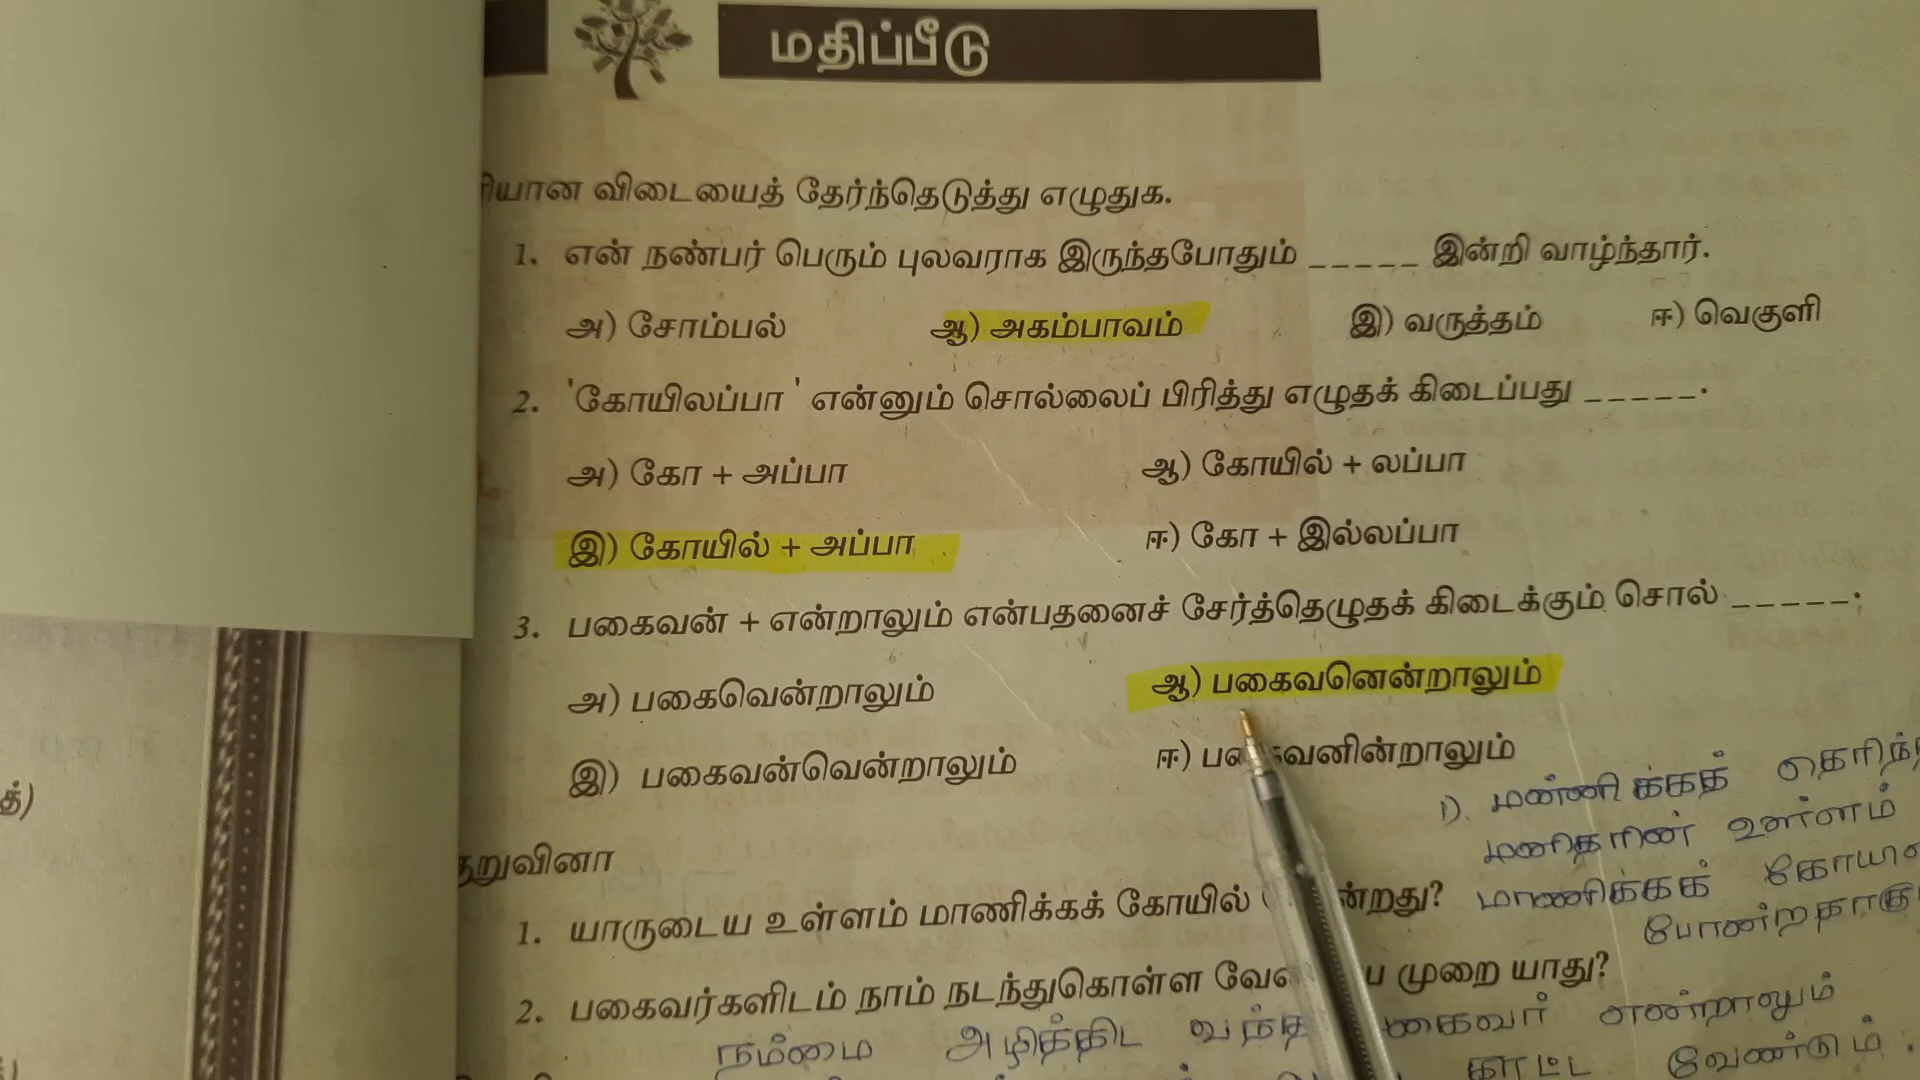 மதிப்பீடு
ரியான விடையைத் தேர்ந்தெடுத்து எழுதுக.
1. என் நண்பர் பெரும் புலவராக இருந்தபோதும் _____ இன்றி வாழ்ந்தார்.
அ) சோம்பல் ஆ) அகம்பாவம் இ) வருத்தம் ஈ) வெகுளி
2. 'கோயிலப்பா' என்னும் சொல்லைப் பிரித்து எழுதக் கிடைப்பது _____.
அ) கோ + அப்பா ஆ) கோயில் + லப்பா
இ) கோயில் + அப்பா ஈ) கோ + இல்லப்பா
3. பகைவன் + என்றாலும் என்பதனைச் சேர்த்தெழுதக் கிடைக்கும் சொல் _____.
அ) பகைவென்றாலும் ஆ) பகைவனென்றாலும்
இ) பகைவன்வென்றாலும் ஈ) பகைவனின்றாலும்
குறுவினா
1. யாருடைய உள்ளம் மாணிக்கக் கோயில் ன்றது?
1). மண்ணிக்கத் தெரிந்த
மனிதரின் உள்ளம்
மாணிக்கக் கோயில்
போன்றதாகு
2. பகைவர்களிடம் நாம் நடந்துகொள்ள முறை யாது?
நம்மை அழித்திட வந்த கைவர் என்றாலும்
காட்ட வேண்டும்.